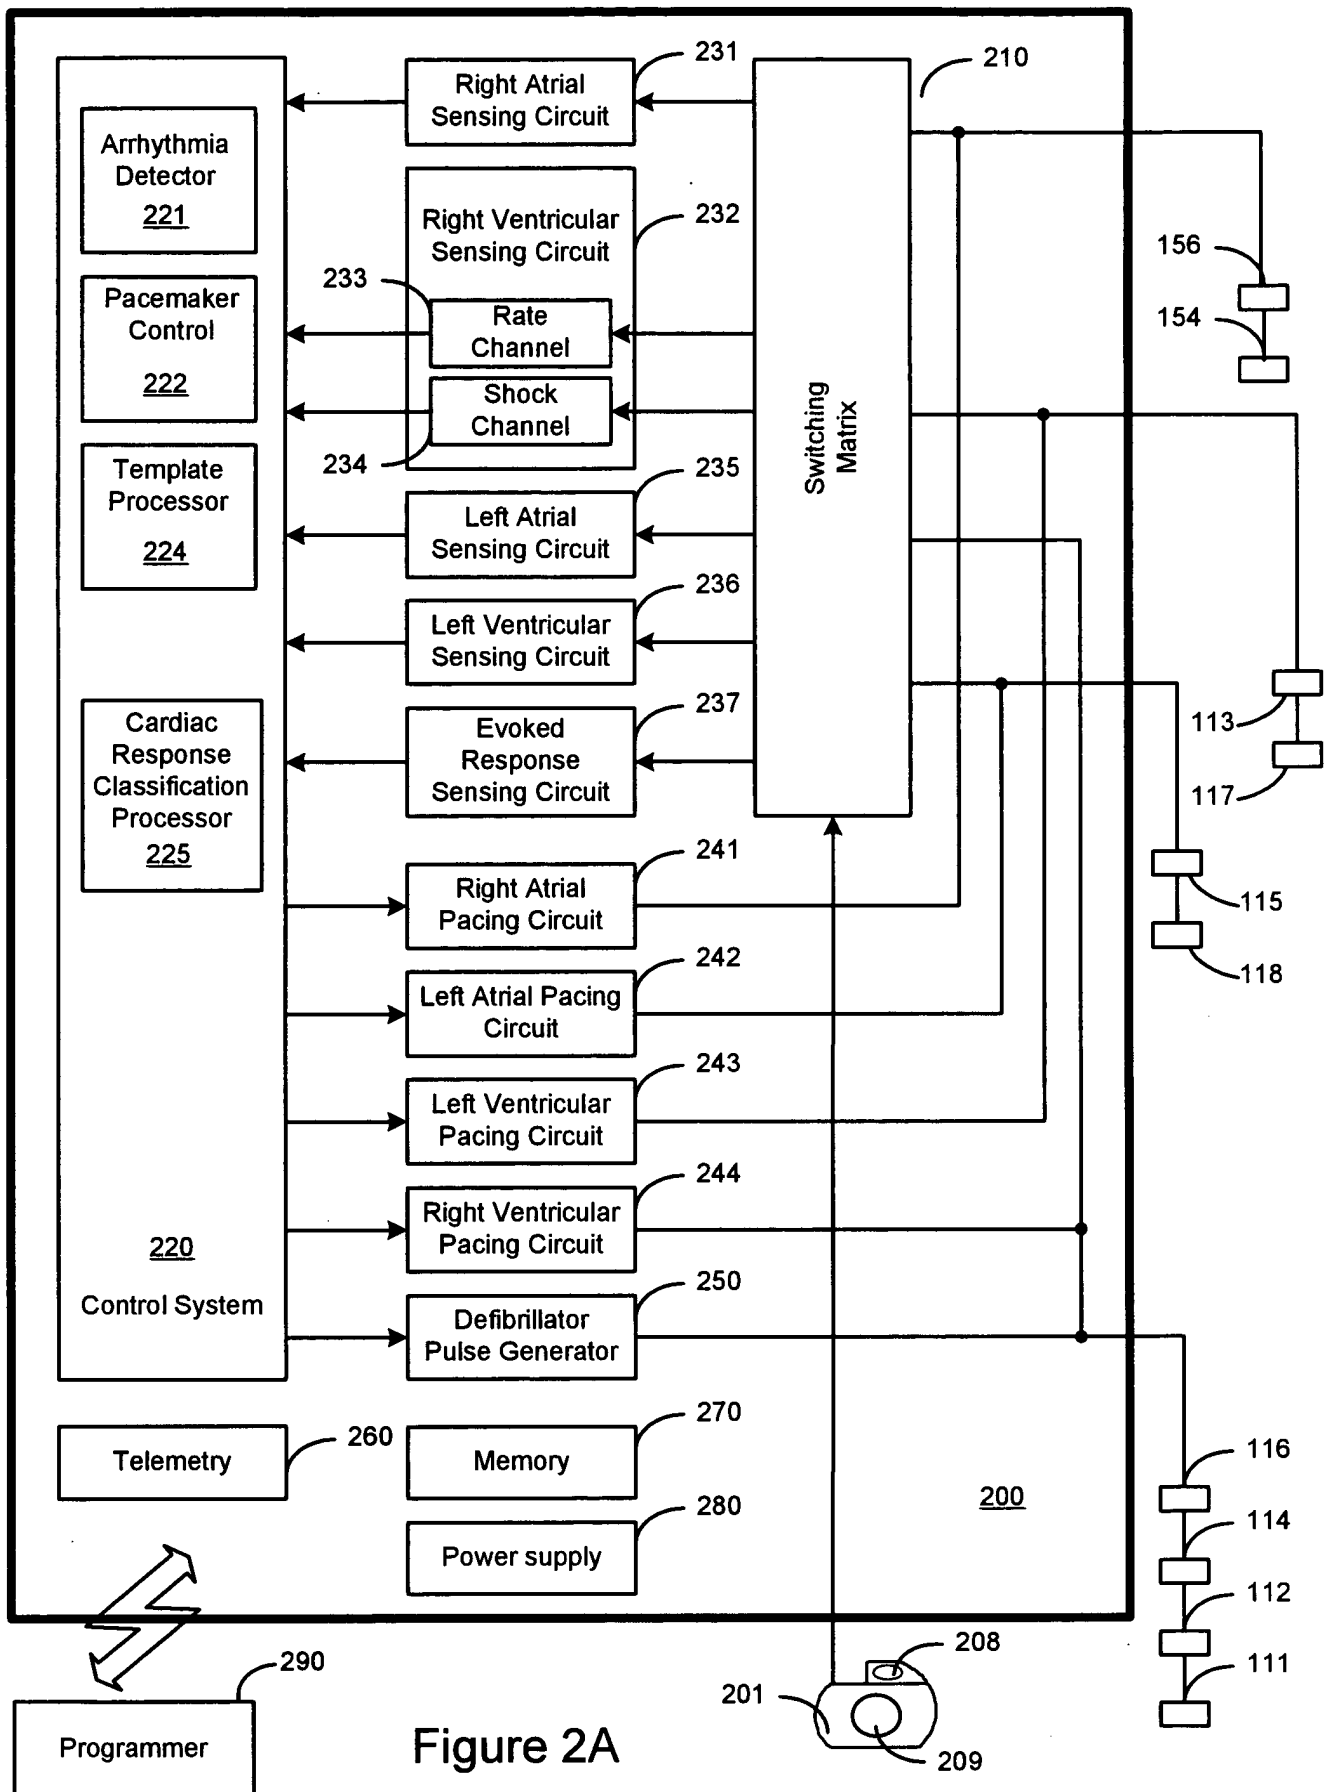 231
210
Right Atrial
Sensing Circuit
Arrhythmia
Detector
221
Right Ventricular
Sensing Circuit
232
156
233
Pacemaker
Control
222
Rate
Channel
154
Shock
Channel
234
Switching
Matrix
Template
Processor
224
235
Left Atrial
Sensing Circuit
236
Left Ventricular
Sensing Circuit
237
113
117
Cardiac
Response
Classification
Processor
225
Evoked
Response
Sensing Circuit
241
Right Atrial
Pacing Circuit
115
118
242
Left Atrial Pacing
Circuit
243
Left Ventricular
Pacing Circuit
244
Right Ventricular
Pacing Circuit
220
Control System
250
Defibrillator
Pulse Generator
Telemetry
260
270
Memory
116
280
200
Power supply
114
112
111
208
290
201
209
Programmer
Figure 2A